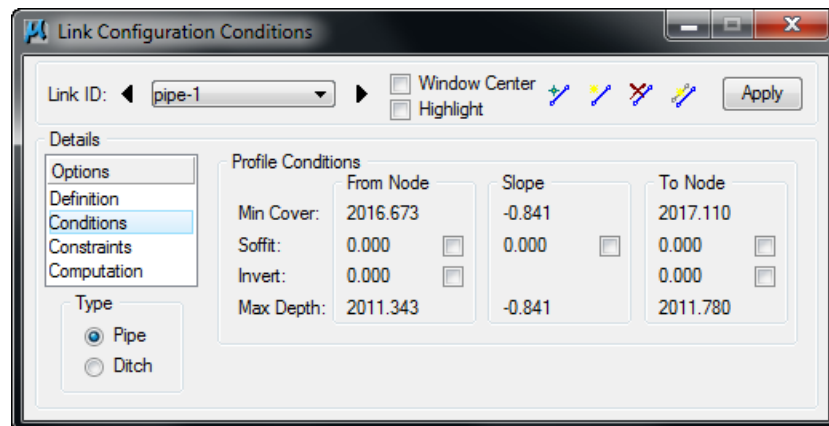 Link Configuration Conditions
Link ID: pipe-1 Window Center
Highlight
Apply
Details
Options
Definition
Conditions
Constraints
Computation
Type
Pipe
Ditch
Profile Conditions
From Node Slope To Node
Min Cover: 2016.673 -0.841 2017.110
Soffit: 0.000 0.000 0.000
Invert: 0.000 0.000
Max Depth: 2011.343 -0.841 2011.780